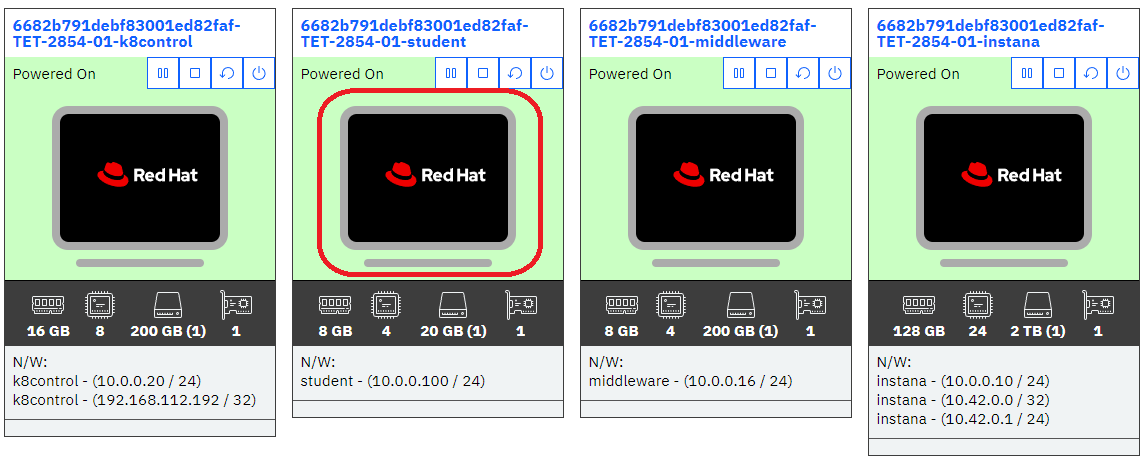 6682b791debf83001ed82faf-
TET-2854-01-k8control
Powered On
Red Hat
16 GB 8 200 GB (1) 1
N/W:
k8control - (10.0.0.20 / 24)
k8control - (192.168.112.192 / 32)
6682b791debf83001ed82faf-
TET-2854-01-student
Powered On
Red Hat
8 GB 4 20 GB (1) 1
N/W:
student - (10.0.0.100 / 24)
6682b791debf83001ed82faf-
TET-2854-01-middleware
Powered On
Red Hat
8 GB 4 200 GB (1) 1
N/W:
middleware - (10.0.0.16 / 24)
6682b791debf83001ed82faf-
TET-2854-01-instana
Powered On
Red Hat
128 GB 24 2 TB (1) 1
N/W:
instana - (10.0.0.10 / 24)
instana - (10.42.0.0 / 32)
instana - (10.42.0.1 / 24)